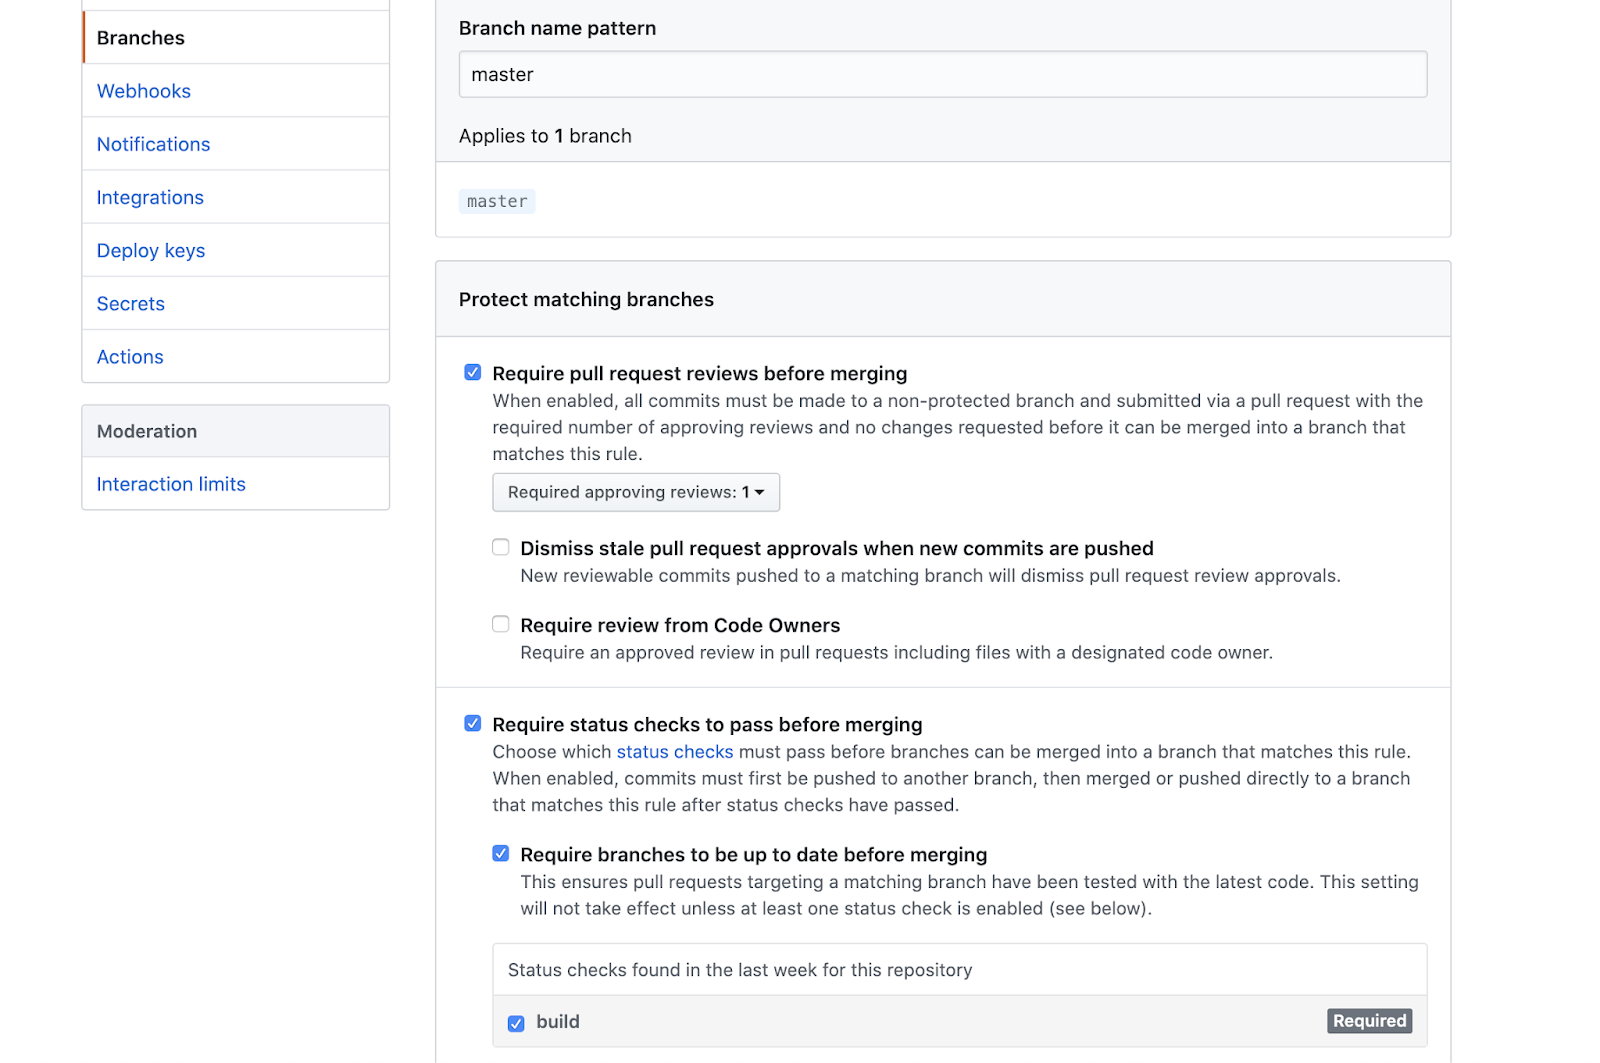 Branches
Webhooks
Notifications
Integrations
Deploy keys
Secrets
Actions
Moderation
Interaction limits
Branch name pattern
master
Applies to 1 branch
master
Protect matching branches
Require pull request reviews before merging
When enabled, all commits must be made to a non-protected branch and submitted via a pull request with the
required number of approving reviews and no changes requested before it can be merged into a branch that
matches this rule.
Required approving reviews: 1
Dismiss stale pull request approvals when new commits are pushed
New reviewable commits pushed to a matching branch will dismiss pull request review approvals.
Require review from Code Owners
Require an approved review in pull requests including files with a designated code owner.
Require status checks to pass before merging
Choose which status checks must pass before branches can be merged into a branch that matches this rule.
When enabled, commits must first be pushed to another branch, then merged or pushed directly to a branch
that matches this rule after status checks have passed.
Require branches to be up to date before merging
This ensures pull requests targeting a matching branch have been tested with the latest code. This setting
will not take effect unless at least one status check is enabled (see below).
Status checks found in the last week for this repository
build
Required